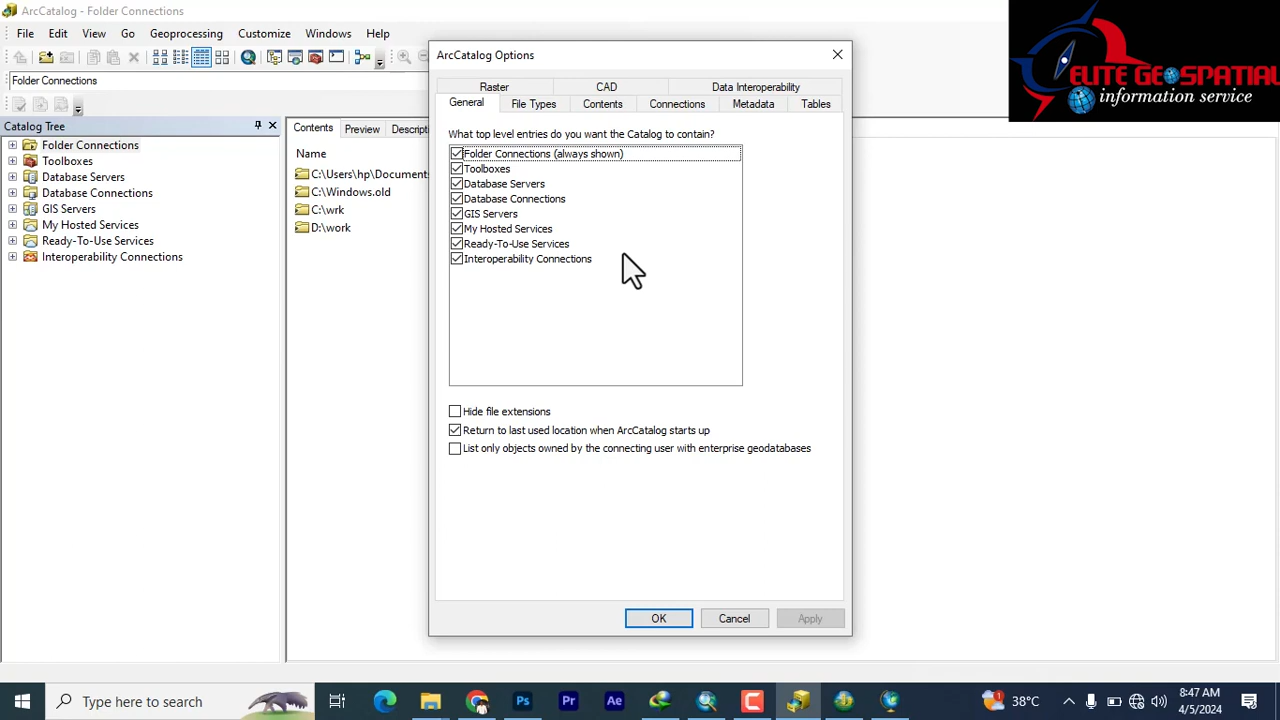 ArcCatalog - Folder Connections
File Edit View Go Geoprocessing Customize Windows Help
Folder Connections
Catalog Tree
Folder Connections
Toolboxes
Database Servers
Database Connections
GIS Servers
My Hosted Services
Ready-To-Use Services
Interoperability Connections
Contents Preview Descript
Name
C:\Users\hp\Documents
C:\Windows.old
C:\wrk
D:\work
ArcCatalog Options
Raster CAD Data Interoperability
General File Types Contents Connections Metadata Tables
What top level entries do you want the Catalog to contain?
Folder Connections (always shown)
Toolboxes
Database Servers
Database Connections
GIS Servers
My Hosted Services
Ready-To-Use Services
Interoperability Connections
Hide file extensions
Return to last used location when ArcCatalog starts up
List only objects owned by the connecting user with enterprise geodatabases
OK Cancel Apply
ELITE GEOSPATIAL
information service
Type here to search
Ps Pr Ae
1
38°C
8:47 AM
4/5/2024